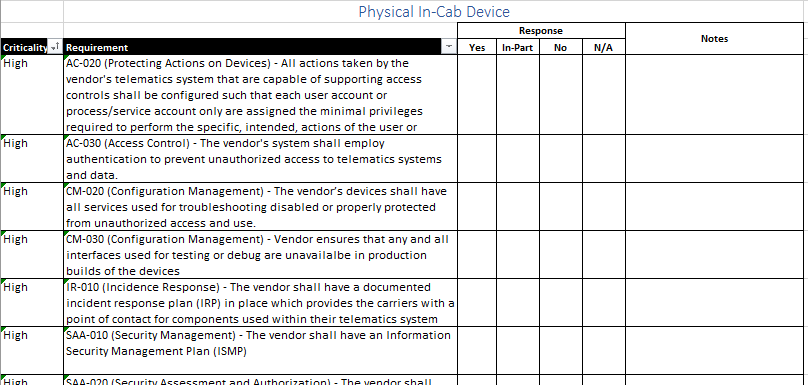 Physical In-Cab Device
Response
Notes
Criticality Requirement Yes In-Part No N/A
High AC-020 (Protecting Actions on Devices) - All actions taken by the
vendor's telematics system that are capable of supporting access
controls shall be configured such that each user account or
process/service account only are assigned the minimal privileges
required to perform the specific, intended, actions of the user or
High AC-030 (Access Control) - The vendor's system shall employ
authentication to prevent unauthorized access to telematics systems
and data.
High CM-020 (Configuration Management) - The vendor's devices shall have
all services used for troubleshooting disabled or properly protected
from unauthorized access and use.
High CM-030 (Configuration Management) - Vendor ensures that any and all
interfaces used for testing or debug are unavailalbe in production
builds of the devices
High IR-010 (Incidence Response) - The vendor shall have a documented
incident response plan (IRP) in place which provides the carriers with a
point of contact for components used within their telematics system
High SAA-010 (Security Management) - The vendor shall have an Information
Security Management Plan (ISMP)
High SAA-020 (Security Assessment and Authorization) - The vendor shall